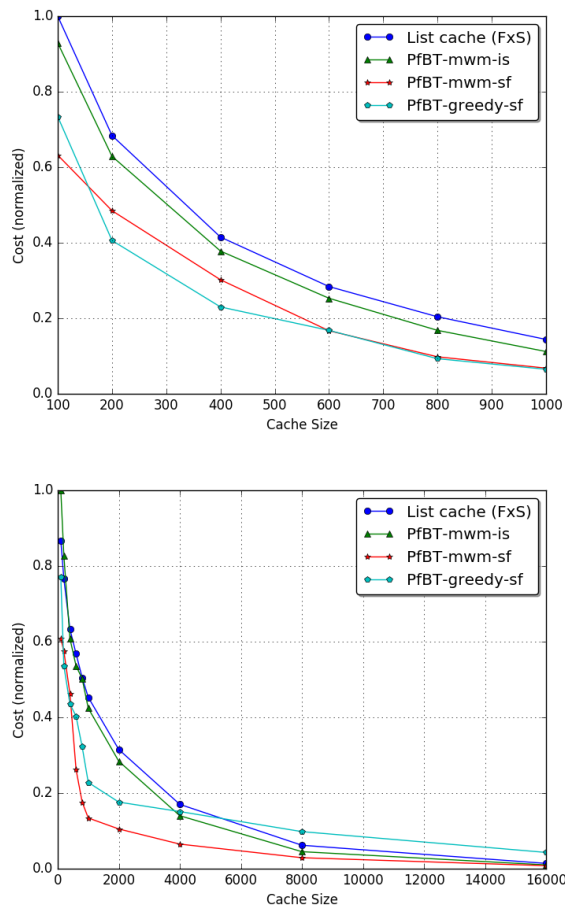 1.0
0.8
0.6
0.4
0.2
0.0
Cost (normalized)
List cache (FxS)
PfBT-mwm-is
PfBT-mwm-sf
PfBT-greedy-sf
100 200 300 400 500 600 700 800 900 1000
Cache Size
1.0
0.8
0.6
0.4
0.2
0.0
Cost (normalized)
List cache (FxS)
PfBT-mwm-is
PfBT-mwm-sf
PfBT-greedy-sf
0 2000 4000 6000 8000 10000 12000 14000 16000
Cache Size